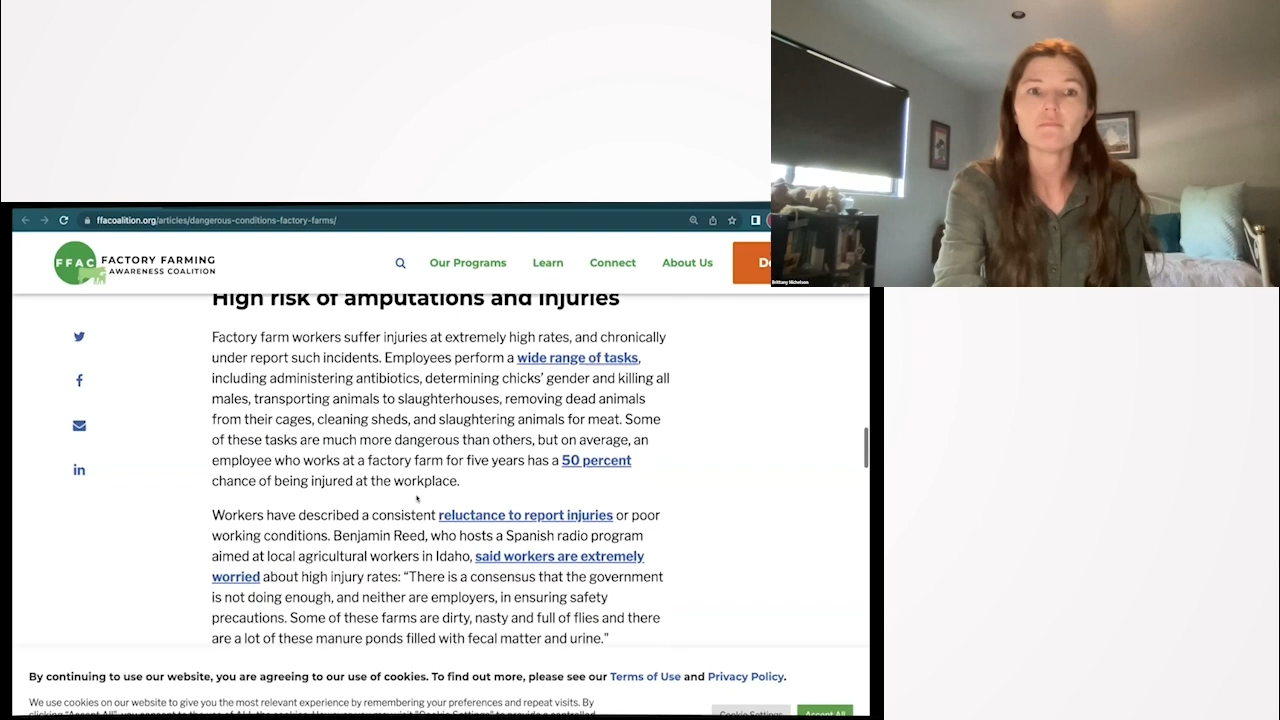 ffacoalition.org/articles/dangerous-conditions-factory-farms/
FFAC
FACTORY FARMING
AWARENESS COALITION
Our Programs
Learn
Connect
About Us
High risk of amputations and injuries
Factory farm workers suffer injuries at extremely high rates, and chronically
under report such incidents. Employees perform a wide range of tasks,
including administering antibiotics, determining chicks’ gender and killing all
males, transporting animals to slaughterhouses, removing dead animals
from their cages, cleaning sheds, and slaughtering animals for meat. Some
of these tasks are much more dangerous than others, but on average, an
employee who works at a factory farm for five years has a 50 percent
chance of being injured at the workplace.
Workers have described a consistent reluctance to report injuries or poor
working conditions. Benjamin Reed, who hosts a Spanish radio program
aimed at local agricultural workers in Idaho, said workers are extremely
worried about high injury rates: “There is a consensus that the government
is not doing enough, and neither are employers, in ensuring safety
precautions. Some of these farms are dirty, nasty and full of flies and there
are a lot of these manure ponds filled with fecal matter and urine.”
By continuing to use our website, you are agreeing to our use of cookies. To find out more, please see our Terms of Use and Privacy Policy.
We use cookies on our website to give you the most relevant experience by remembering your preferences and repeat visits. By
Cookie Settings
Accept All
Brittany Michelson